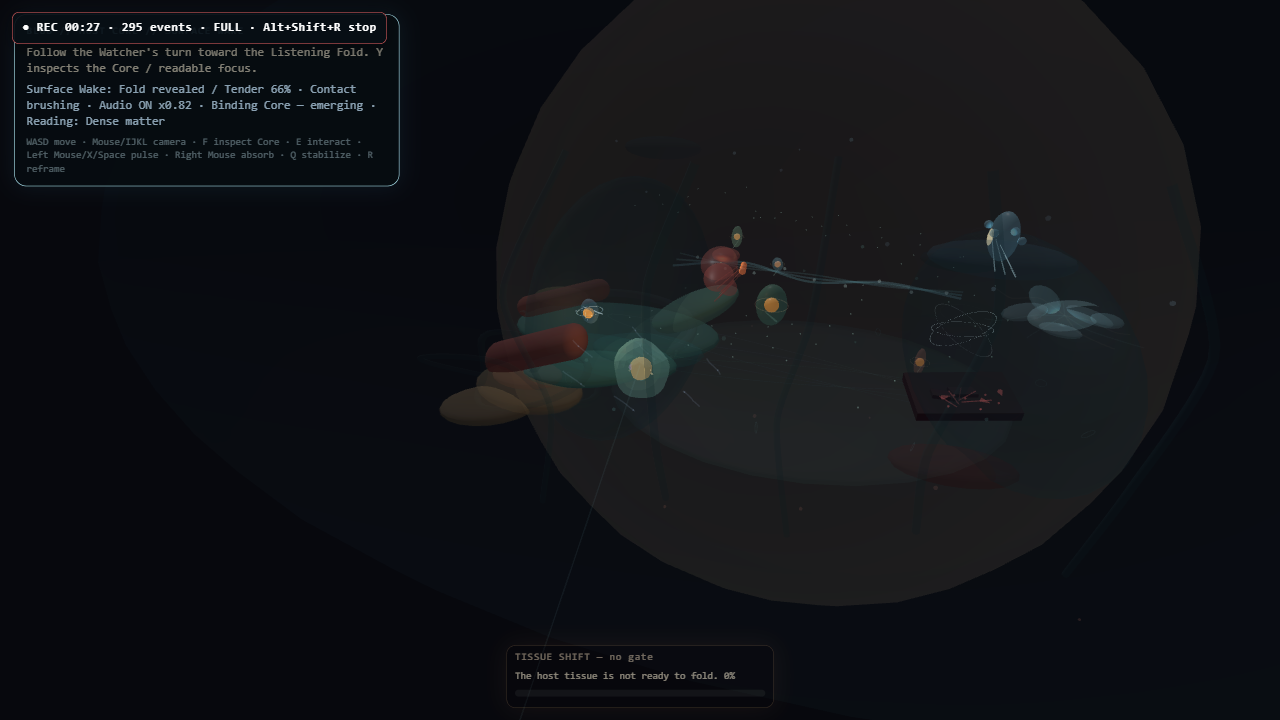 ● REC 00:27 · 295 events · FULL · Alt+Shift+R stop
Follow the Watcher's turn toward the Listening Fold. Y
inspects the Core / readable focus.
Surface Wake: Fold revealed / Tender 66% · Contact
brushing · Audio ON x0.82 · Binding Core — emerging ·
Reading: Dense matter
WASD move · Mouse/IJKL camera · F inspect Core · E interact ·
Left Mouse/X/Space pulse · Right Mouse absorb · Q stabilize · R
reframe
TISSUE SHIFT — no gate
The host tissue is not ready to fold. 0%